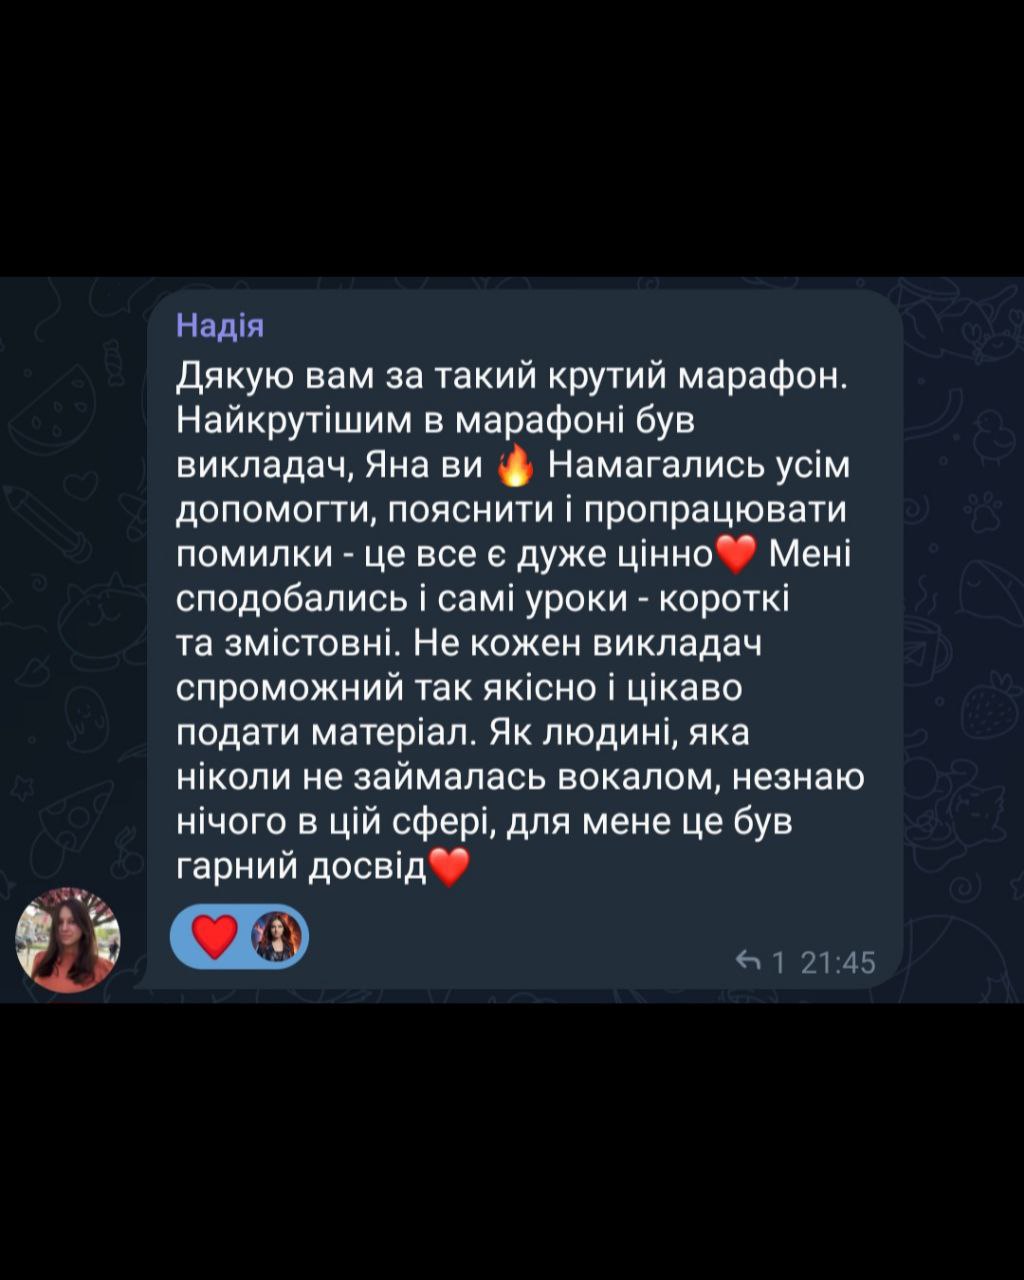 Надія
Дякую вам за такий крутий марафон.
Найкрутішим в марафоні був
викладач, Яна ви 🔥 Намагались усім
допомогти, пояснити і пропрацювати
помилки - це все є дуже цінно❤️ Мені
сподобались і самі уроки - короткі
та змістовні. Не кожен викладач
спроможний так якісно і цікаво
подати матеріал. Як людині, яка
ніколи не займалась вокалом, незнаю
нічого в цій сфері, для мене це був
гарний досвід❤️
1 21:45